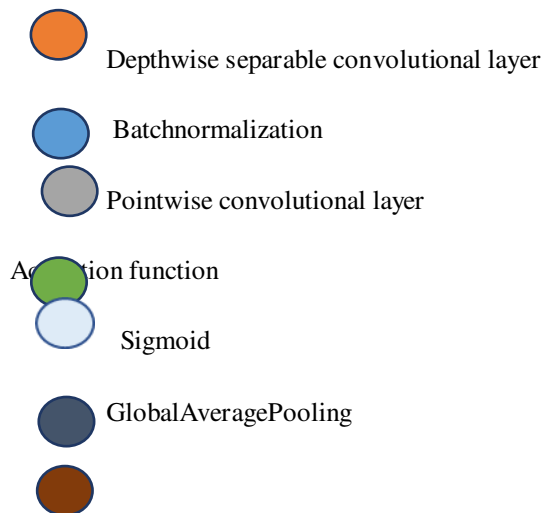 Depthwise separable convolutional layer
Batchnormalization
Pointwise convolutional layer
function
Sigmoid
GlobalAveragePooling